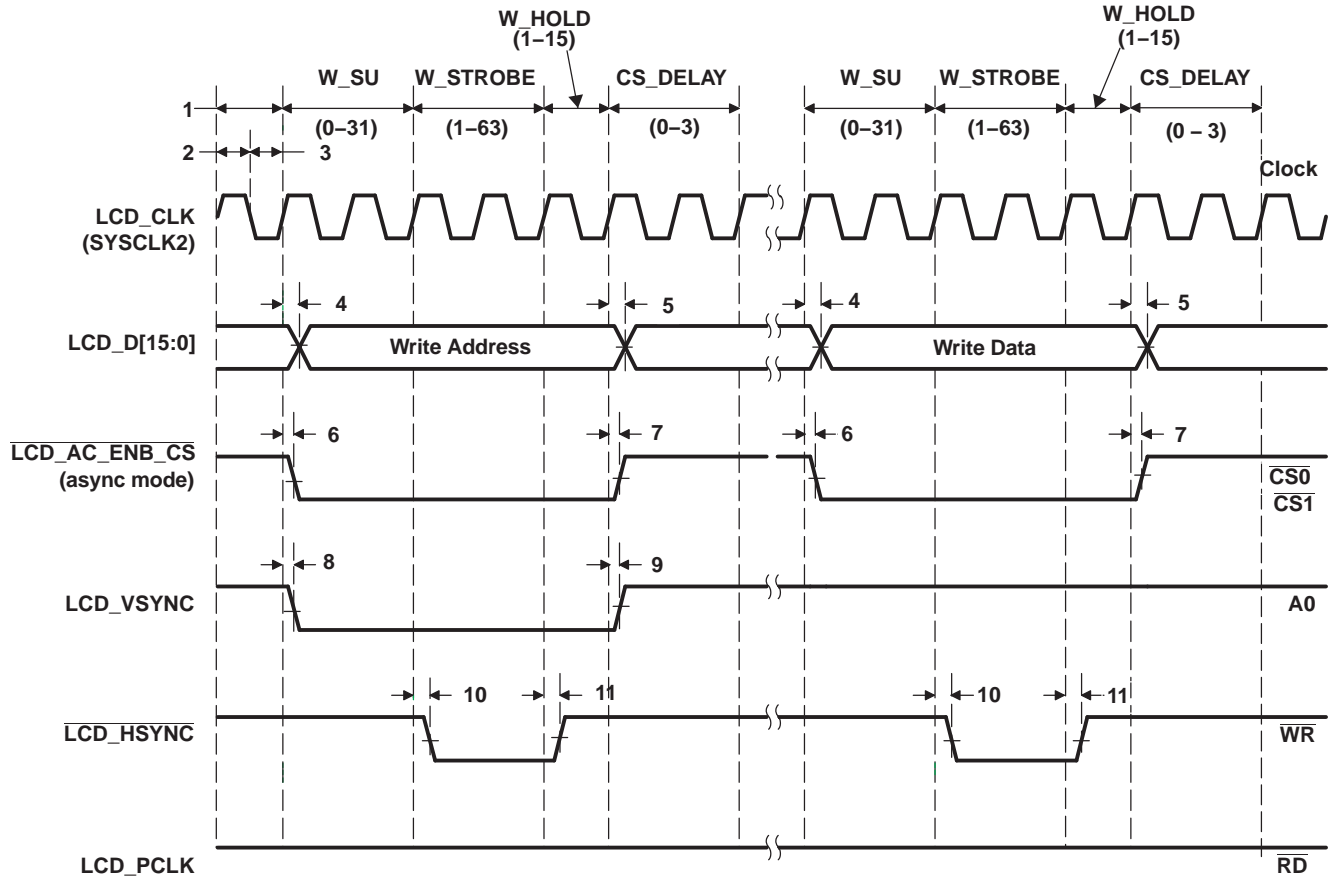 W_HOLD
(1–15)
W_HOLD
(1–15)
W_SU
W_STROBE
CS_DELAY
W_SU
W_STROBE
CS_DELAY
1
(0–31)
(1–63)
(0–3)
(0–31)
(1–63)
(0 – 3)
2
3
Clock
LCD_CLK
(SYSCLK2)
4
5
4
5
LCD_D[15:0]
Write Address
Write Data
6
7
6
7
LCD_AC_ENB_CS
(async mode)
CS0
CS1
8
9
LCD_VSYNC
A0
10
11
10
11
LCD_HSYNC
WR
LCD_PCLK
RD